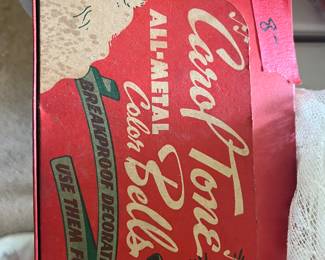 Carol Tone
ALL-METAL
Color Bells
BREAKPROOF DECORAT
USE THEM F
8-